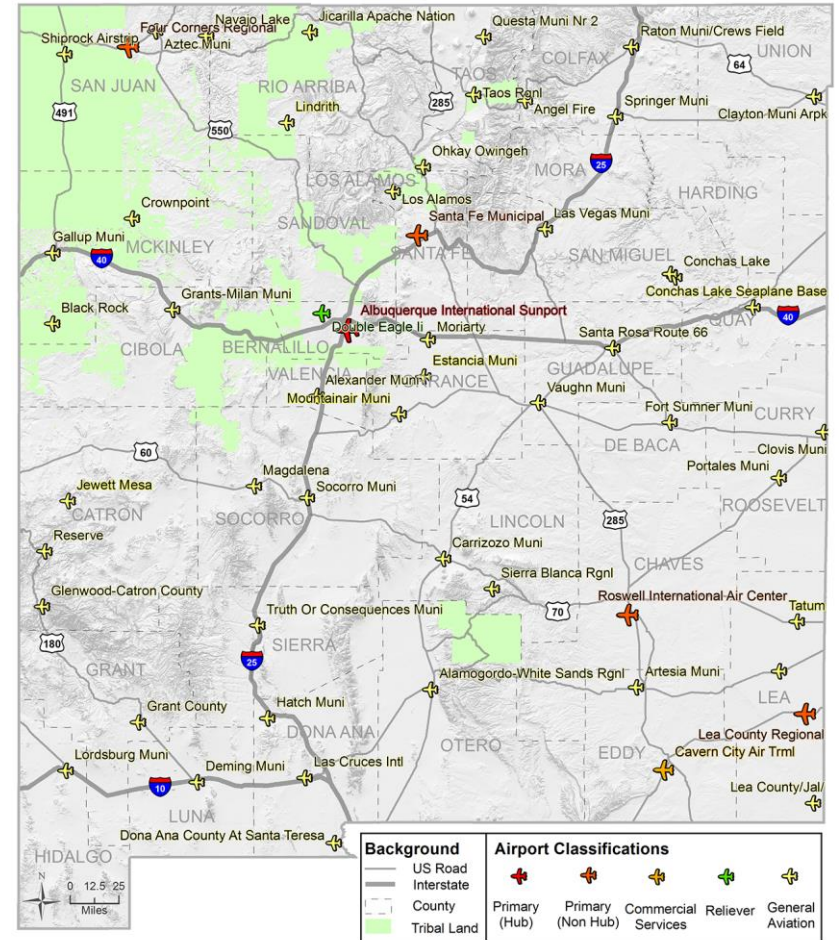 Navajo Lake
Jicarilla Apache Nation
Questa Muni Nr 2
Four Corners Regional
Raton Muni/Crews Field
Shiprock Airstrip
Aztec Muni
COLFAX
UNION
64
SAN JUAN
RIO ARRIBA
TAOS
Taos Rgnl
285
Angel Fire
Springer Muni
491
Clayton Muni Arpk
Lindrith
550
Ohkay Owingeh
MORA
25
LOS ALAMOS
Los Alamos
HARDING
Crownpoint
SANDOVAL
Santa Fe Municipal
Las Vegas Muni
Gallup Muni
MCKINLEY
SANTA FE
SAN MIGUEL
40
Conchas Lake
Grants-Milan Muni
Conchas Lake Seaplane Base
Black Rock
Albuquerque International Sunport
QUAY
40
Double Eagle Ii
Moriarty
Santa Rosa Route 66
CIBOLA
BERNALILLO
Estancia Muni
GUADALUPE
VALENCIA
Alexander Muni
TORRANCE
Vaughn Muni
Mountainair Muni
Fort Sumner Muni
CURRY
DE BACA
Clovis Muni
60
Portales Muni
Magdalena
Jewett Mesa
Socorro Muni
54
CATRON
SOCORRO
LINCOLN
285
ROOSEVELT
Reserve
Carrizozo Muni
CHAVES
Sierra Blanca Rgnl
Glenwood-Catron County
Roswell International Air Center
70
Truth Or Consequences Muni
Tatum
180
SIERRA
25
GRANT
Alamogordo-White Sands Rgnl
Artesia Muni
LEA
Grant County
Hatch Muni
DONA ANA
Lea County Regional
OTERO
EDDY
Cavern City Air Trml
Lordsburg Muni
Deming Muni
Las Cruces Intl
10
Lea County/Jal/
LUNA
Dona Ana County At Santa Teresa
HIDALGO
N
0 12.5 25
Miles
Background
US Road
Interstate
County
Tribal Land
Airport Classifications
Primary
(Hub)
Primary
(Non Hub)
Commercial
Services
Reliever
General
Aviation